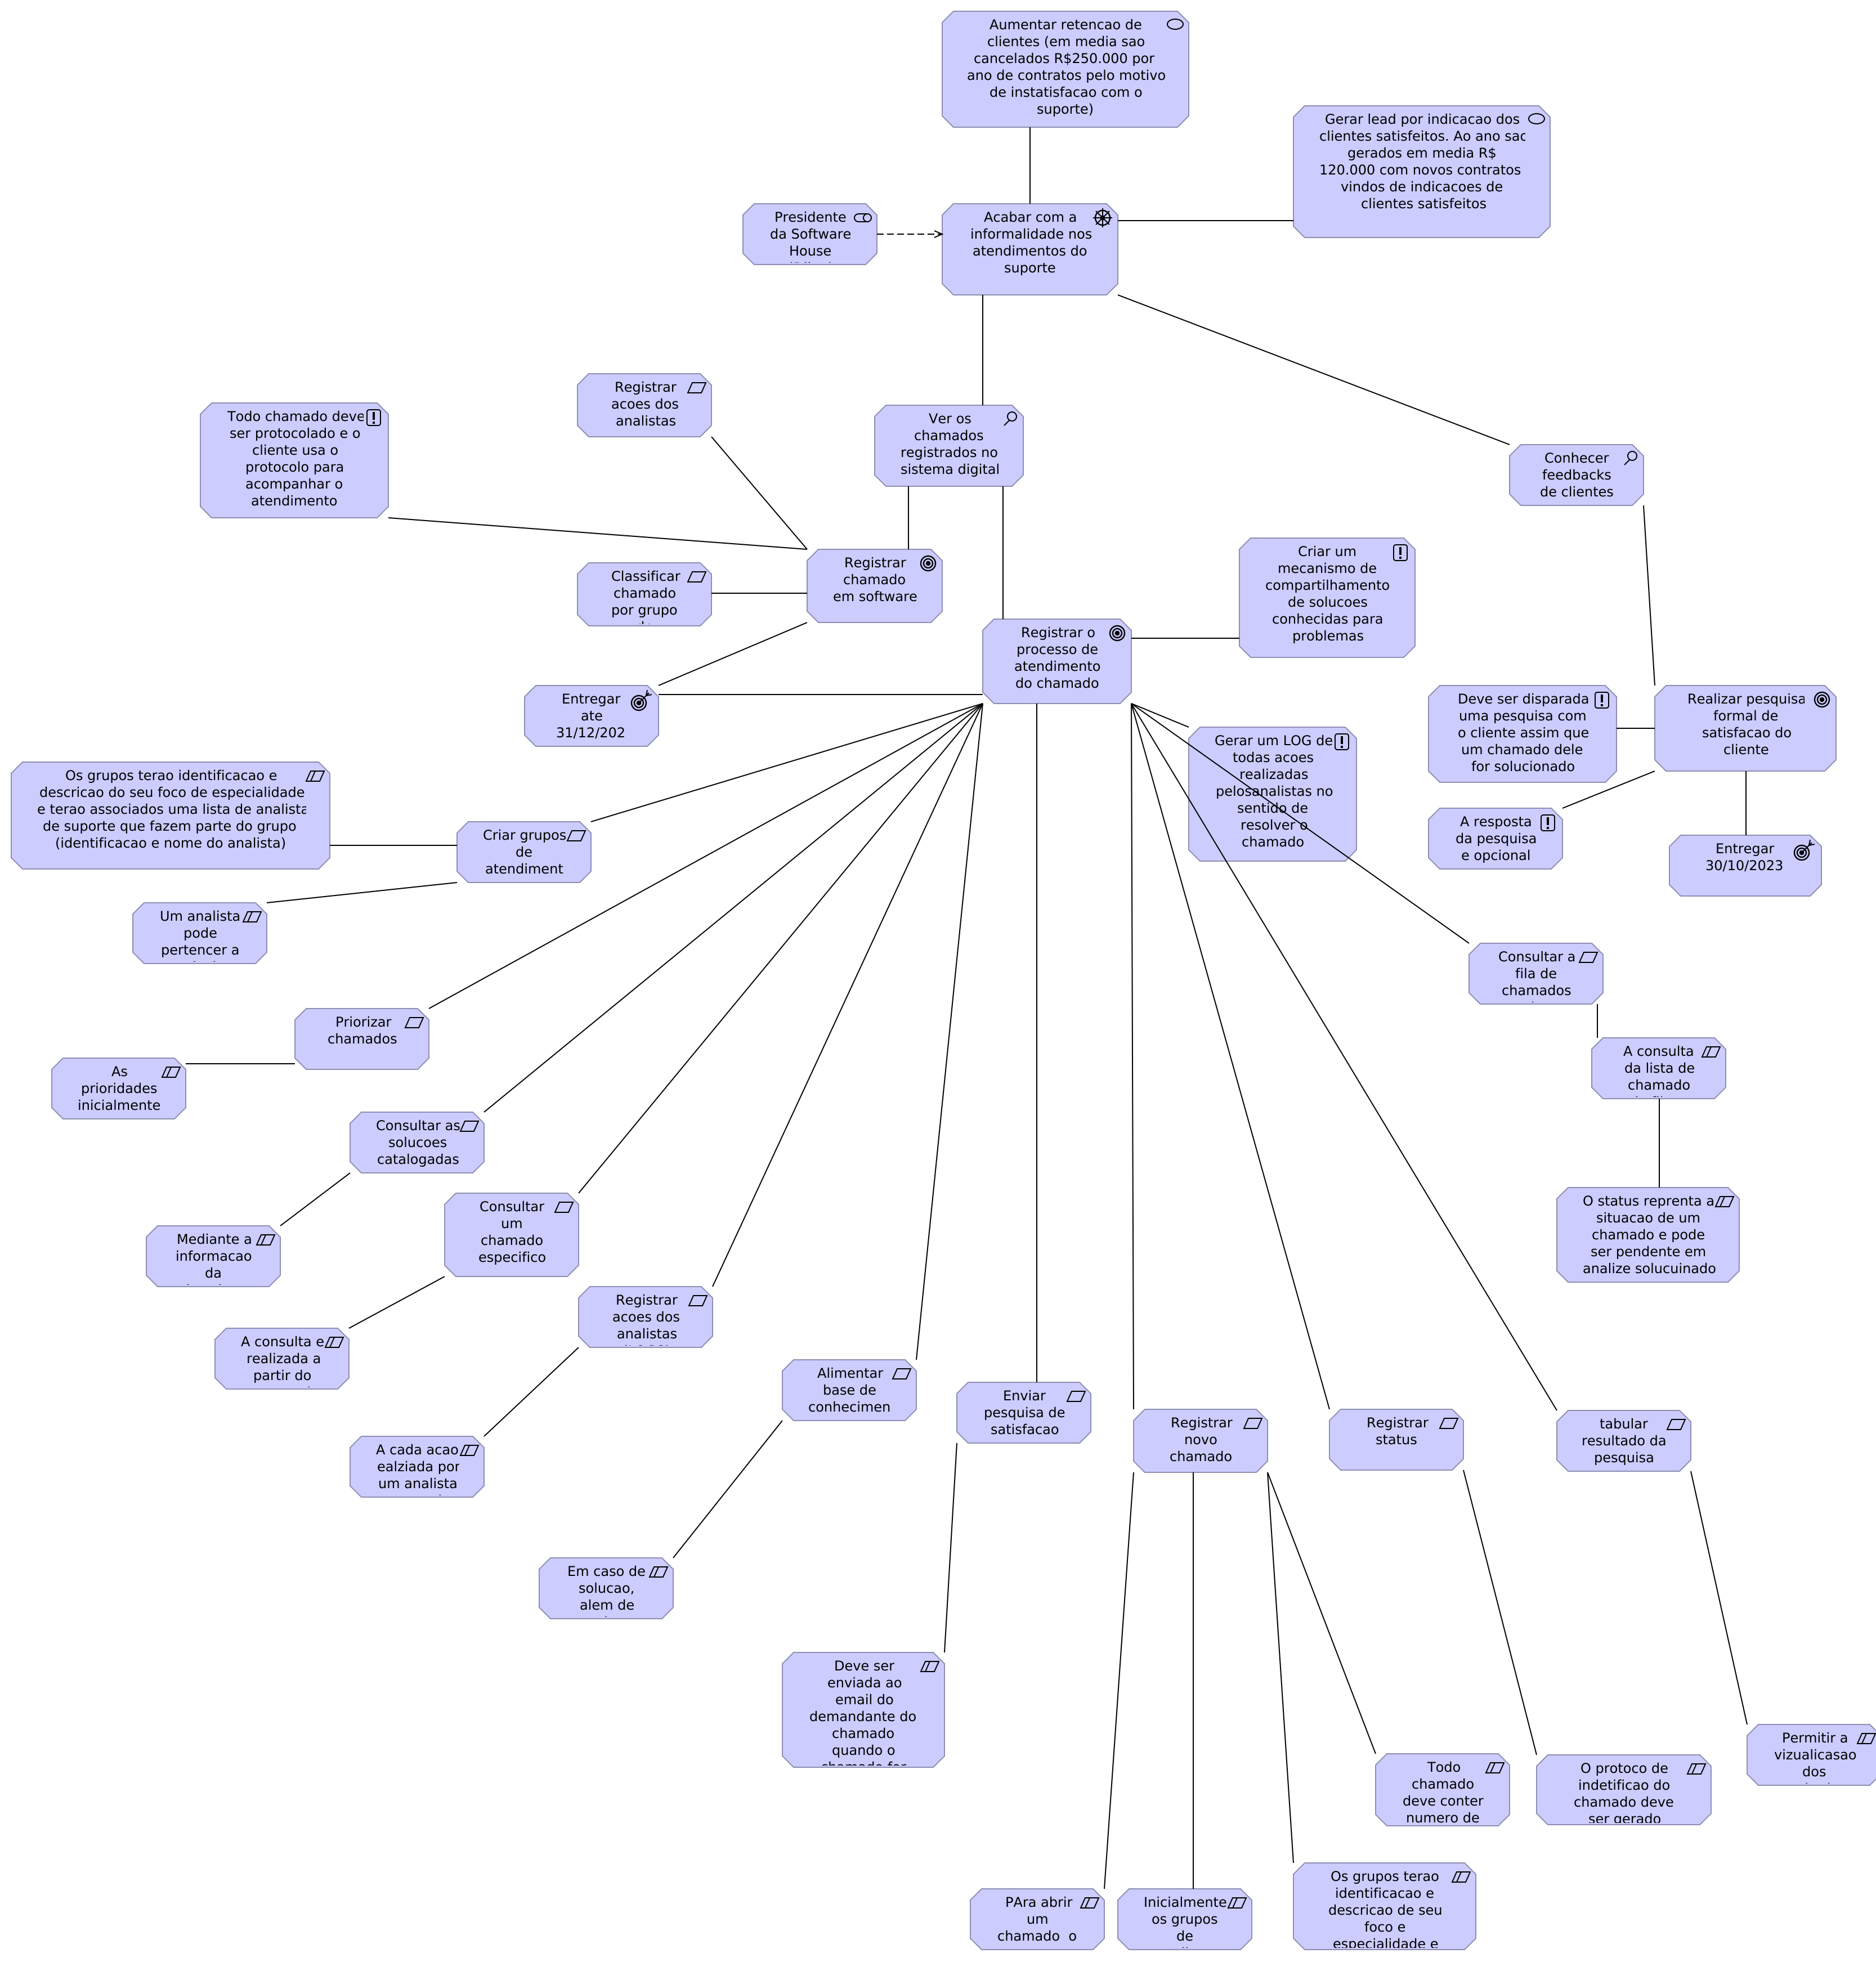 Aumentar retencao de
clientes (em media sao
cancelados R$250.000 por
ano de contratos pelo motivo
de instatisfacao com o
suporte)
Gerar lead por indicacao dos
clientes satisfeitos. Ao ano sao
gerados em media R$
120.000 com novos contratos
vindos de indicacoes de
clientes satisfeitos
Presidente
da Software
House
Acabar com a
informalidade nos
atendimentos do
suporte
Registrar
acoes dos
analistas
Todo chamado deve
ser protocolado e o
cliente usa o
protocolo para
acompanhar o
atendimento
Ver os
chamados
registrados no
sistema digital
Conhecer
feedbacks
de clientes
Registrar
chamado
em software
Classificar
chamado
por grupo
Criar um
mecanismo de
compartilhamento
de solucoes
conhecidas para
problemas
Registrar o
processo de
atendimento
do chamado
Entregar
ate
31/12/202
Deve ser disparada
uma pesquisa com
o cliente assim que
um chamado dele
for solucionado
Realizar pesquisa
formal de
satisfacao do
cliente
Gerar um LOG de
todas acoes
realizadas
pelosanalistas no
sentido de
resolver o
chamado
Os grupos terao identificacao e
descricao do seu foco de especialidade
e terao associados uma lista de analista
de suporte que fazem parte do grupo
(identificacao e nome do analista)
A resposta
da pesquisa
e opcional
Criar grupos
de
atendiment
Entregar
30/10/2023
Um analista
pode
pertencer a
Consultar a
fila de
chamados
Priorizar
chamados
A consulta
da lista de
chamado
As
prioridades
inicialmente
Consultar as
solucoes
catalogadas
O status reprenta a
situacao de um
chamado e pode
ser pendente em
analize solucuinado
Consultar
um
chamado
especifico
Mediante a
informacao
da
Registrar
acoes dos
analistas
A consulta e
realizada a
partir do
Alimentar
base de
conhecimen
Enviar
pesquisa de
satisfacao
Registrar
novo
chamado
Registrar
status
tabular
resultado da
pesquisa
A cada acao
ealziada por
um analista
Em caso de
solucao,
alem de
Deve ser
enviada ao
email do
demandante do
chamado
quando o
chamado for
Permitir a
vizualicasao
dos
Todo
chamado
deve conter
numero de
O protoco de
indetificao do
chamado deve
ser gerado
Os grupos terao
identificacao e
descricao de seu
foco e
especialidade e
PAra abrir
um
chamado o
Inicialmente
os grupos
de